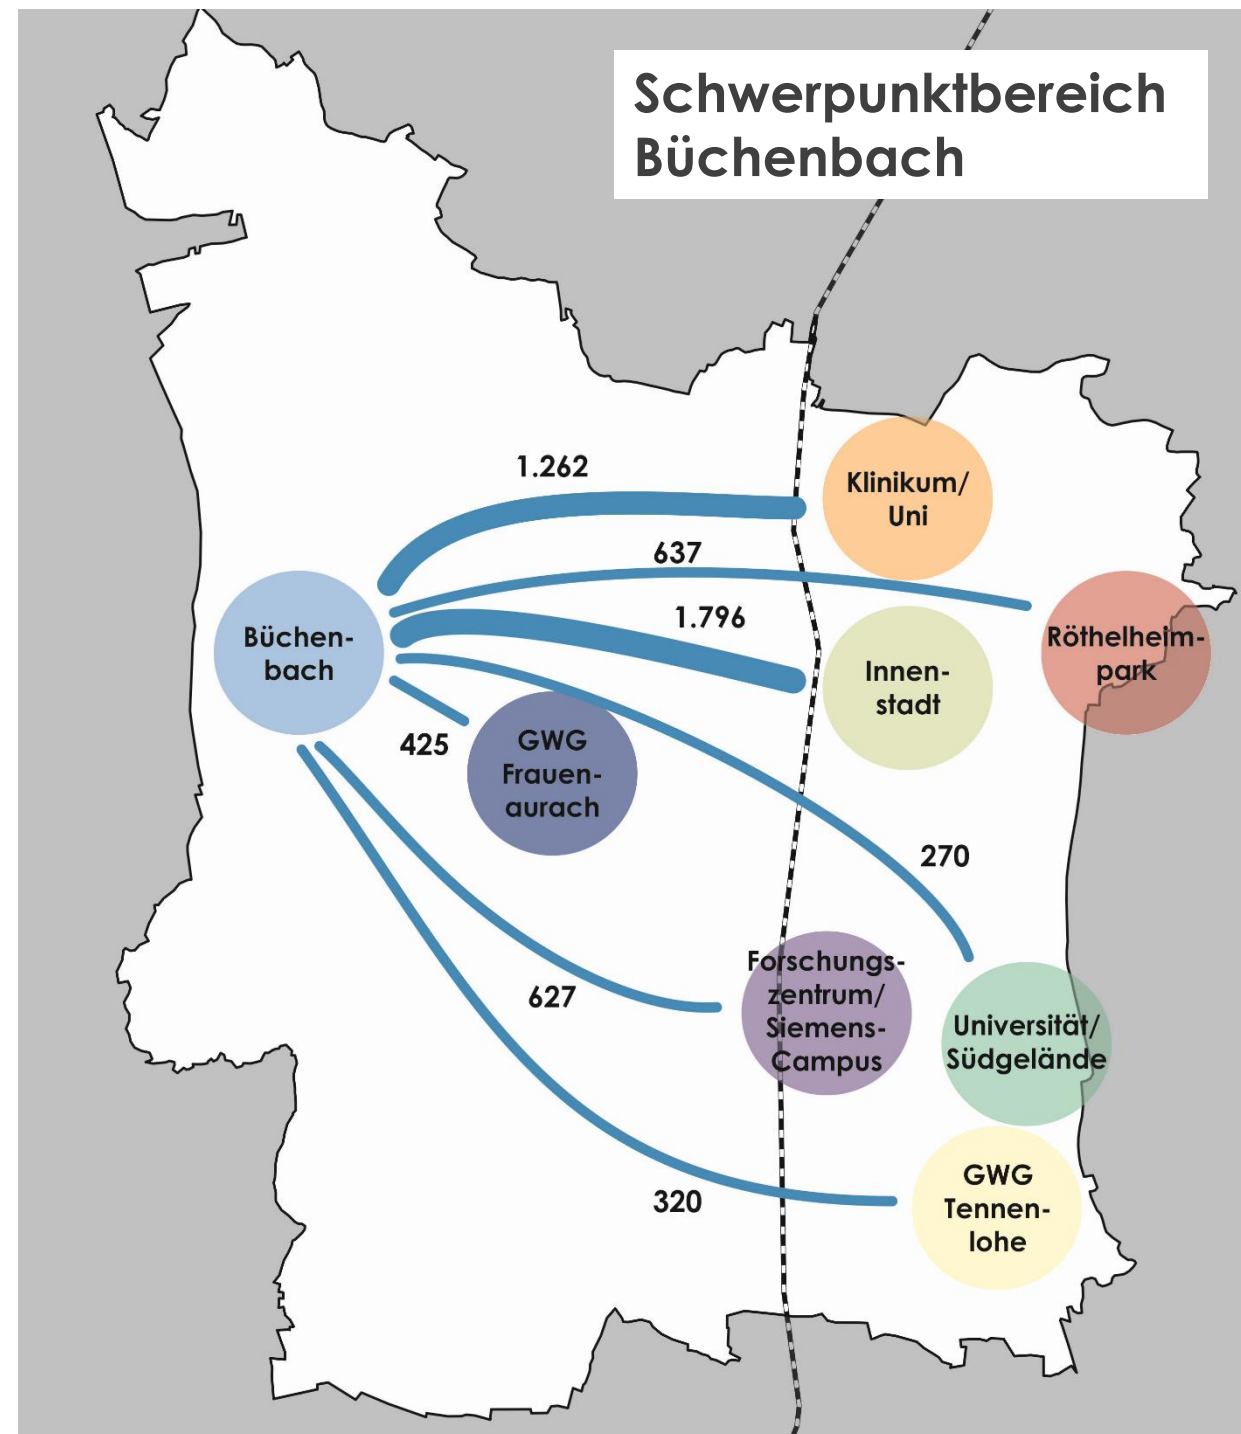 Schwerpunktbereich
Büchenbach
1.262
Klinikum/
Uni
637
1.796
Büchen-
bach
Röthelheim-
park
Innen-
stadt
425
GWG
Frauen-
aurach
270
Forschungs-
zentrum/
Siemens-
Campus
627
Universität/
Südgelände
320
GWG
Tennen-
lohe